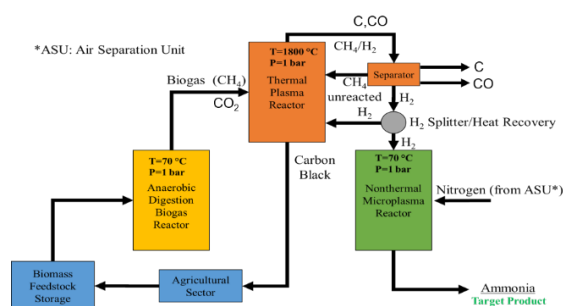 C,CO
*ASU: Air Separation Unit
T=1800 °C
P=1 bar
Thermal
Plasma
Reactor
CH4/H2
Separator
C
CO
CH4
unreacted
H2
H2
H2 Splitter/Heat Recovery
H2
Biogas (CH4)
CO2
Carbon
Black
T=70 °C
P=1 bar
Anaerobic
Digestion
Biogas
Reactor
T=70 °C
P=1 bar
Nonthermal
Microplasma
Reactor
Nitrogen (from ASU*)
Biomass
Feedstock
Storage
Agricultural
Sector
Ammonia
Target Product